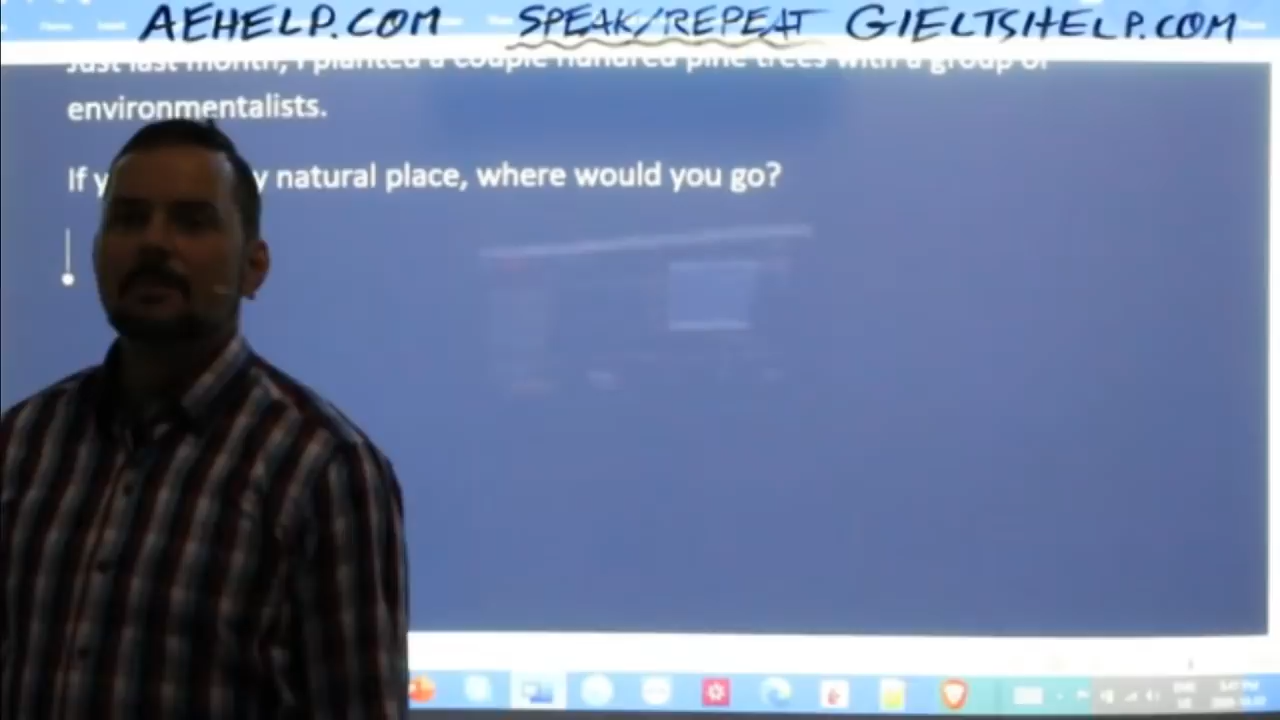 AEHELP.COM SPEAK/REPEAT GIELTSHELP.COM
Just last month, I planted a couple hundred pine trees with a group of
environmentalists.
If y natural place, where would you go?